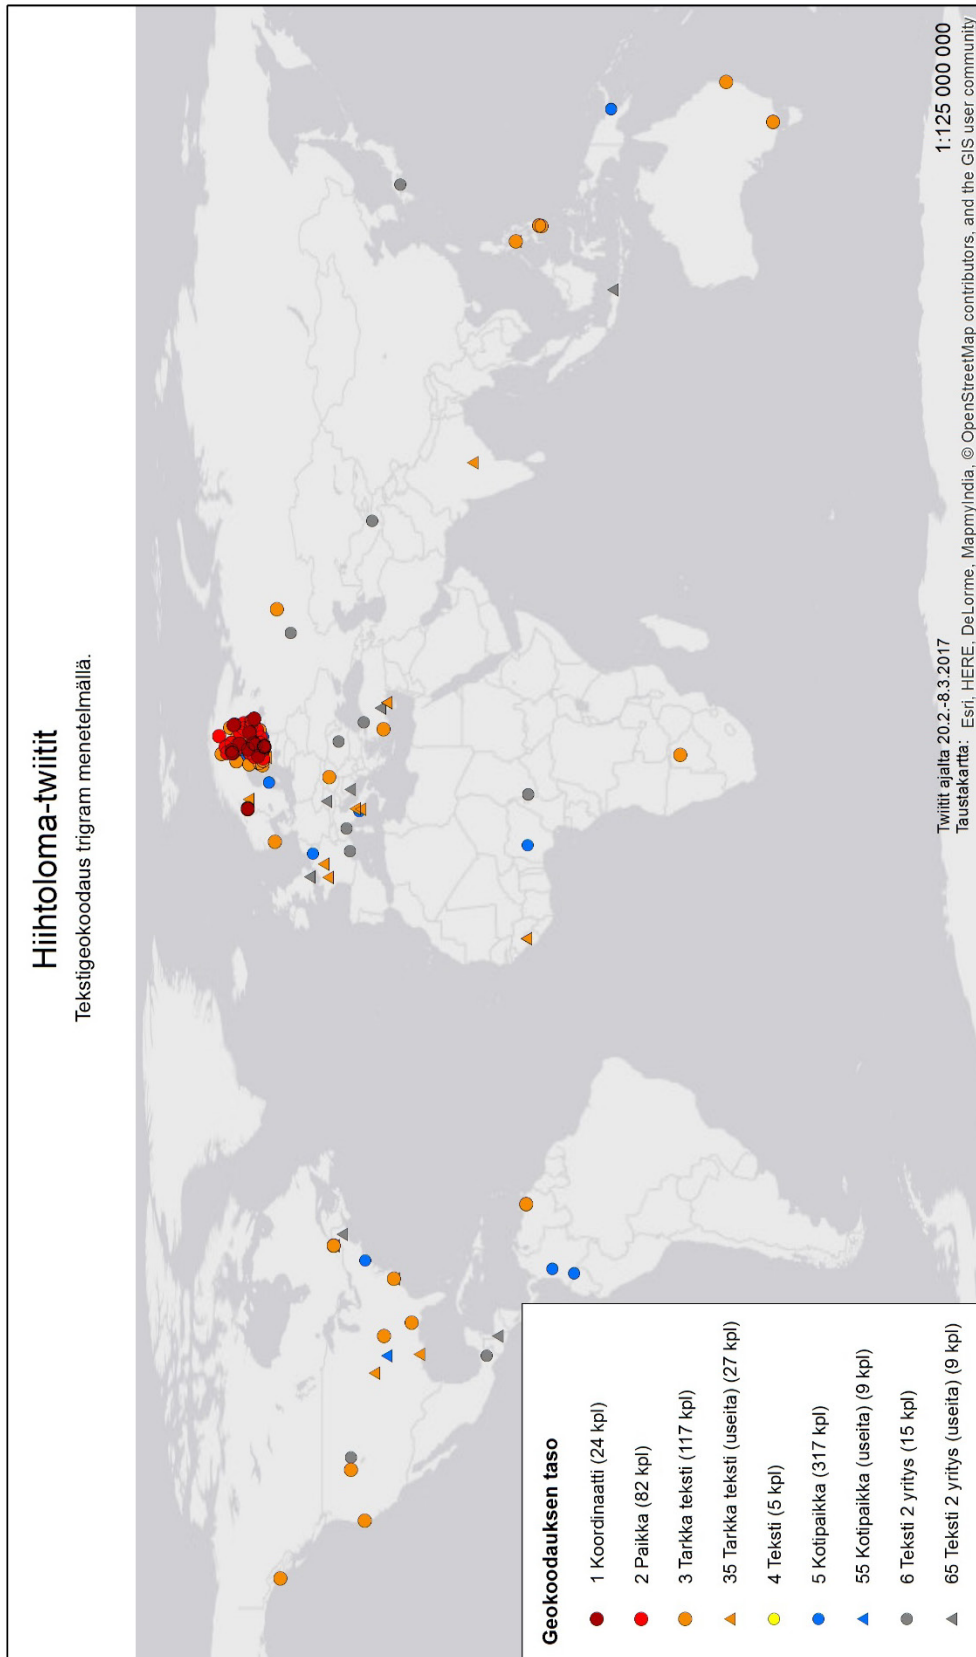 Hiihtoloma-twiitit
Tekstigeokoodaus trigram menetelmällä.
Geokoodauksen taso
1 Koordinaatti (24 kpl)
2 Paikka (82 kpl)
3 Tarkka teksti (117 kpl)
35 Tarkka teksti (useita) (27 kpl)
4 Teksti (5 kpl)
5 Kotipaikka (317 kpl)
55 Kotipaikka (useita) (9 kpl)
6 Teksti 2 yritys (15 kpl)
65 Teksti 2 yritys (useita) (9 kpl)
1:125 000 000
Twiitit ajalta 20.2.-8.3.2017
Taustakartta: Esri, HERE, DeLorme, MapmyIndia, © OpenStreetMap contributors, and the GIS user community